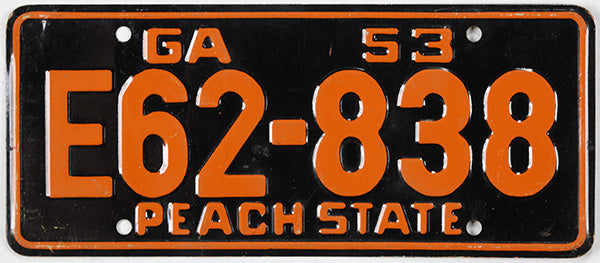 GA 53
E62-838
PEACH STATE